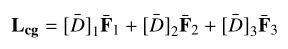 L_cg = [D̄]₁F̄₁ + [D̄]₂F̄₂ + [D̄]₃F̄₃